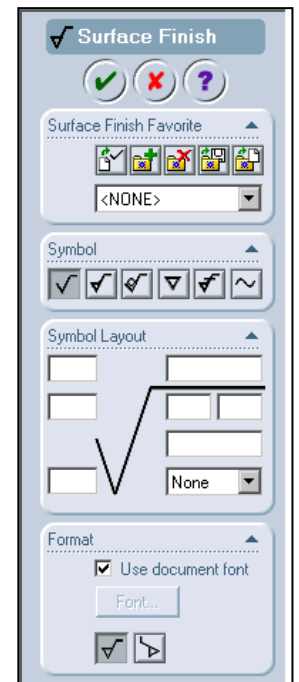 Surface Finish
?
Surface Finish Favorite
<NONE>
Symbol
Symbol Layout
None
Format
Use document font
Font...